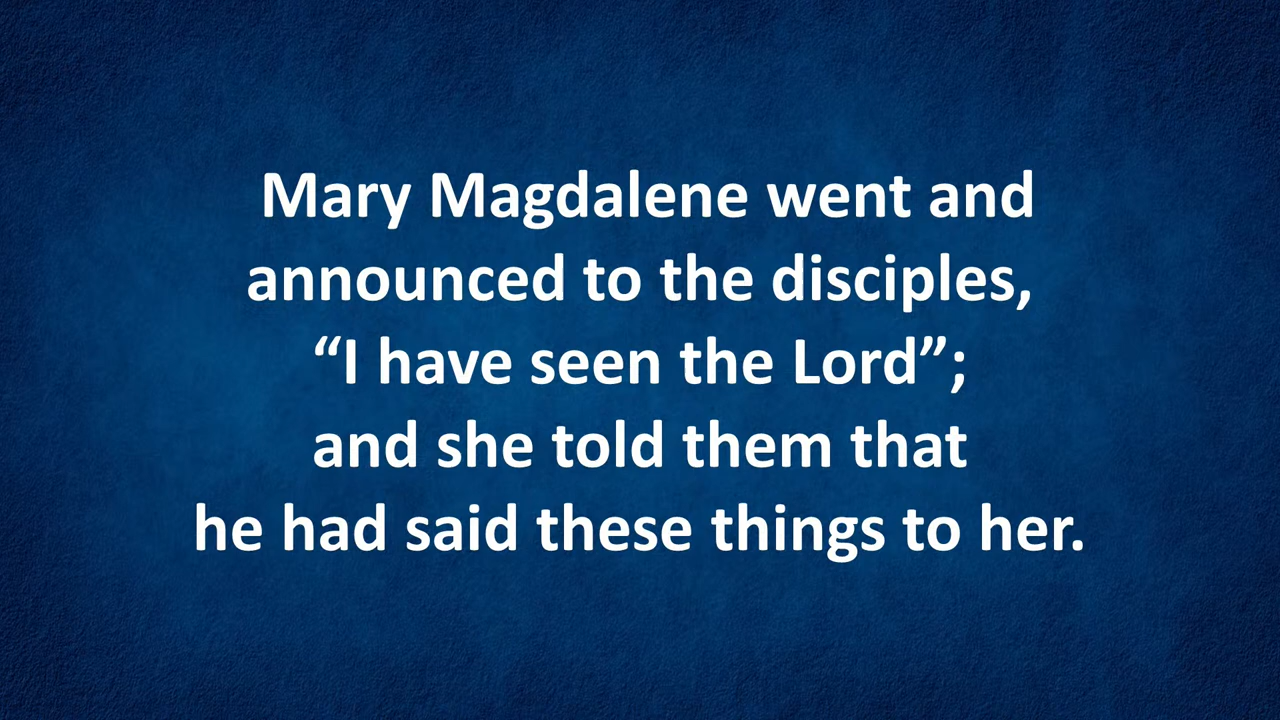 Mary Magdalene went and
announced to the disciples,
“I have seen the Lord”;
and she told them that
he had said these things to her.